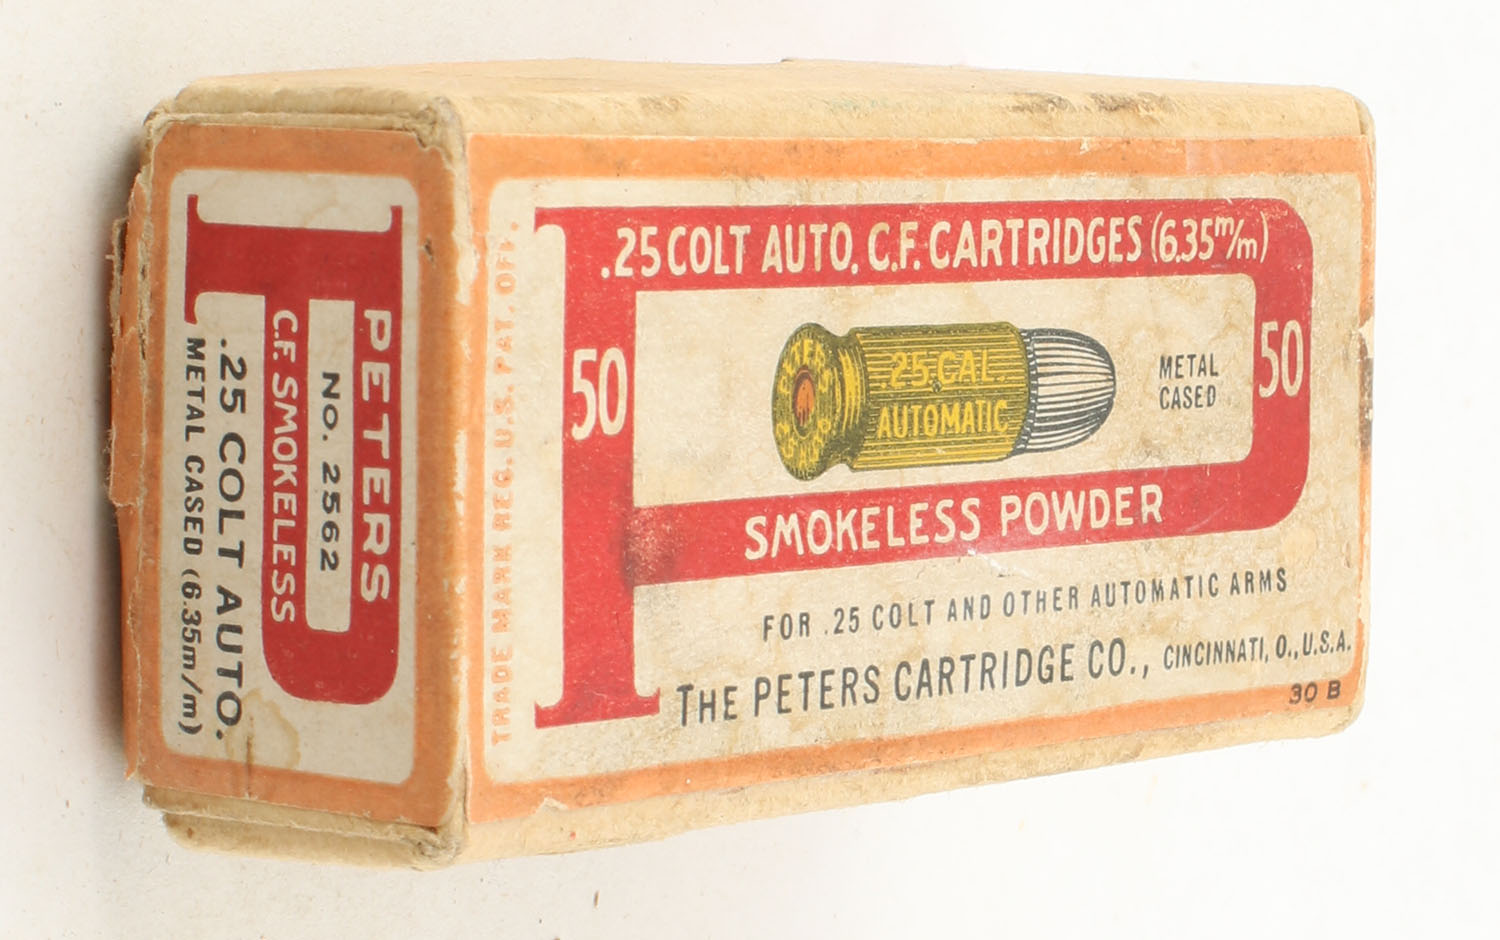 .25 COLT AUTO. C.F. CARTRIDGES (6.35m/m)
50
.25 CAL.
AUTOMATIC
METAL
CASED
50
SMOKELESS POWDER
FOR .25 COLT AND OTHER AUTOMATIC ARMS
THE PETERS CARTRIDGE CO., CINCINNATI, O., U.S.A.
30 B
TRADE MARK REG. U.S. PAT. OFF.
PETERS
NO. 2562
C.F. SMOKELESS
.25 COLT AUTO.
METAL CASED (6.35m/m)